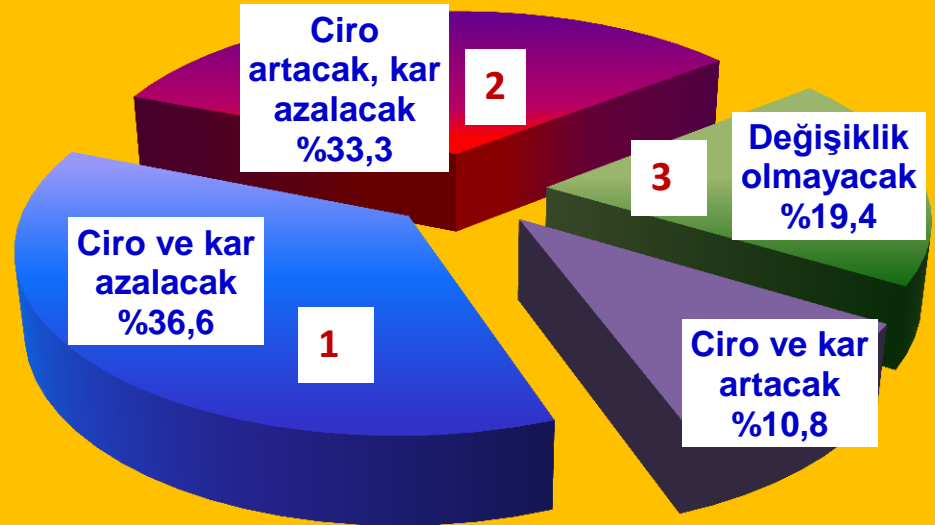 Ciro
artacak, kar
azalacak
%33,3
2
3
Değişiklik
olmayacak
%19,4
Ciro ve kar
azalacak
%36,6
1
Ciro ve kar
artacak
%10,8